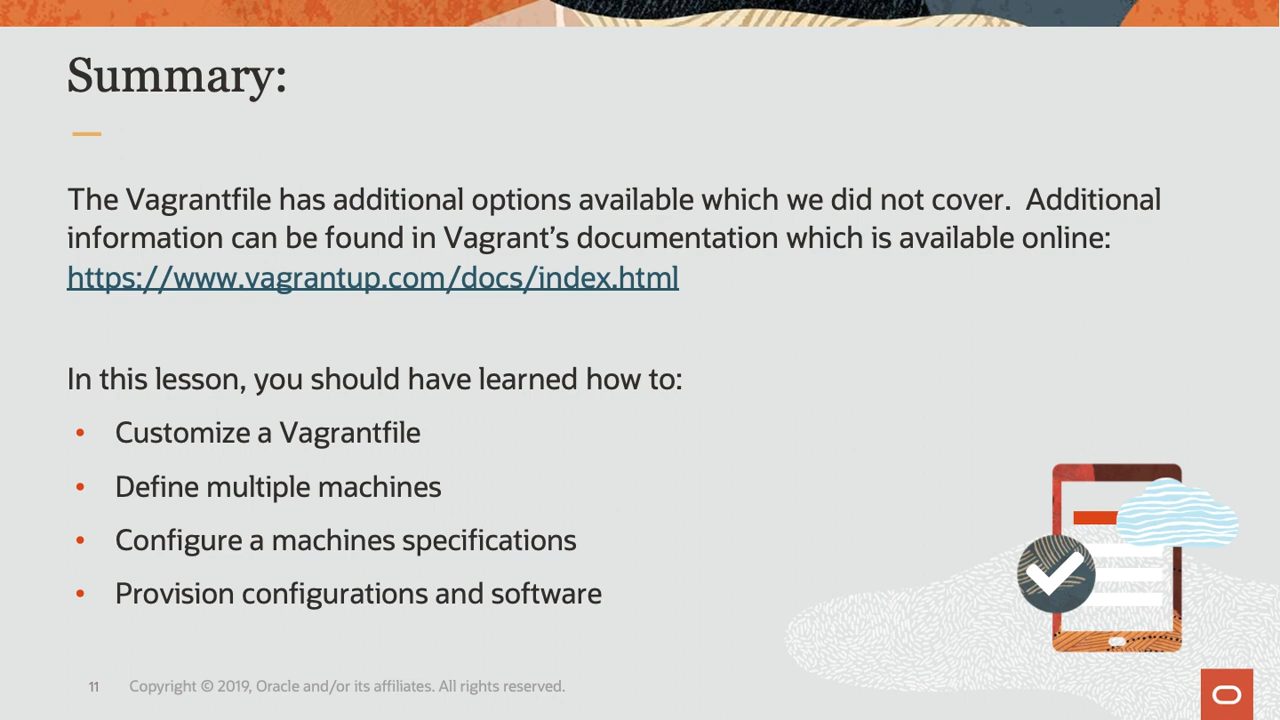 Summary:
The Vagrantfile has additional options available which we did not cover.  Additional
information can be found in Vagrant’s documentation which is available online:
https://www.vagrantup.com/docs/index.html
In this lesson, you should have learned how to:
• Customize a Vagrantfile
• Define multiple machines
• Configure a machines specifications
• Provision configurations and software
11 Copyright © 2019, Oracle and/or its affiliates. All rights reserved.